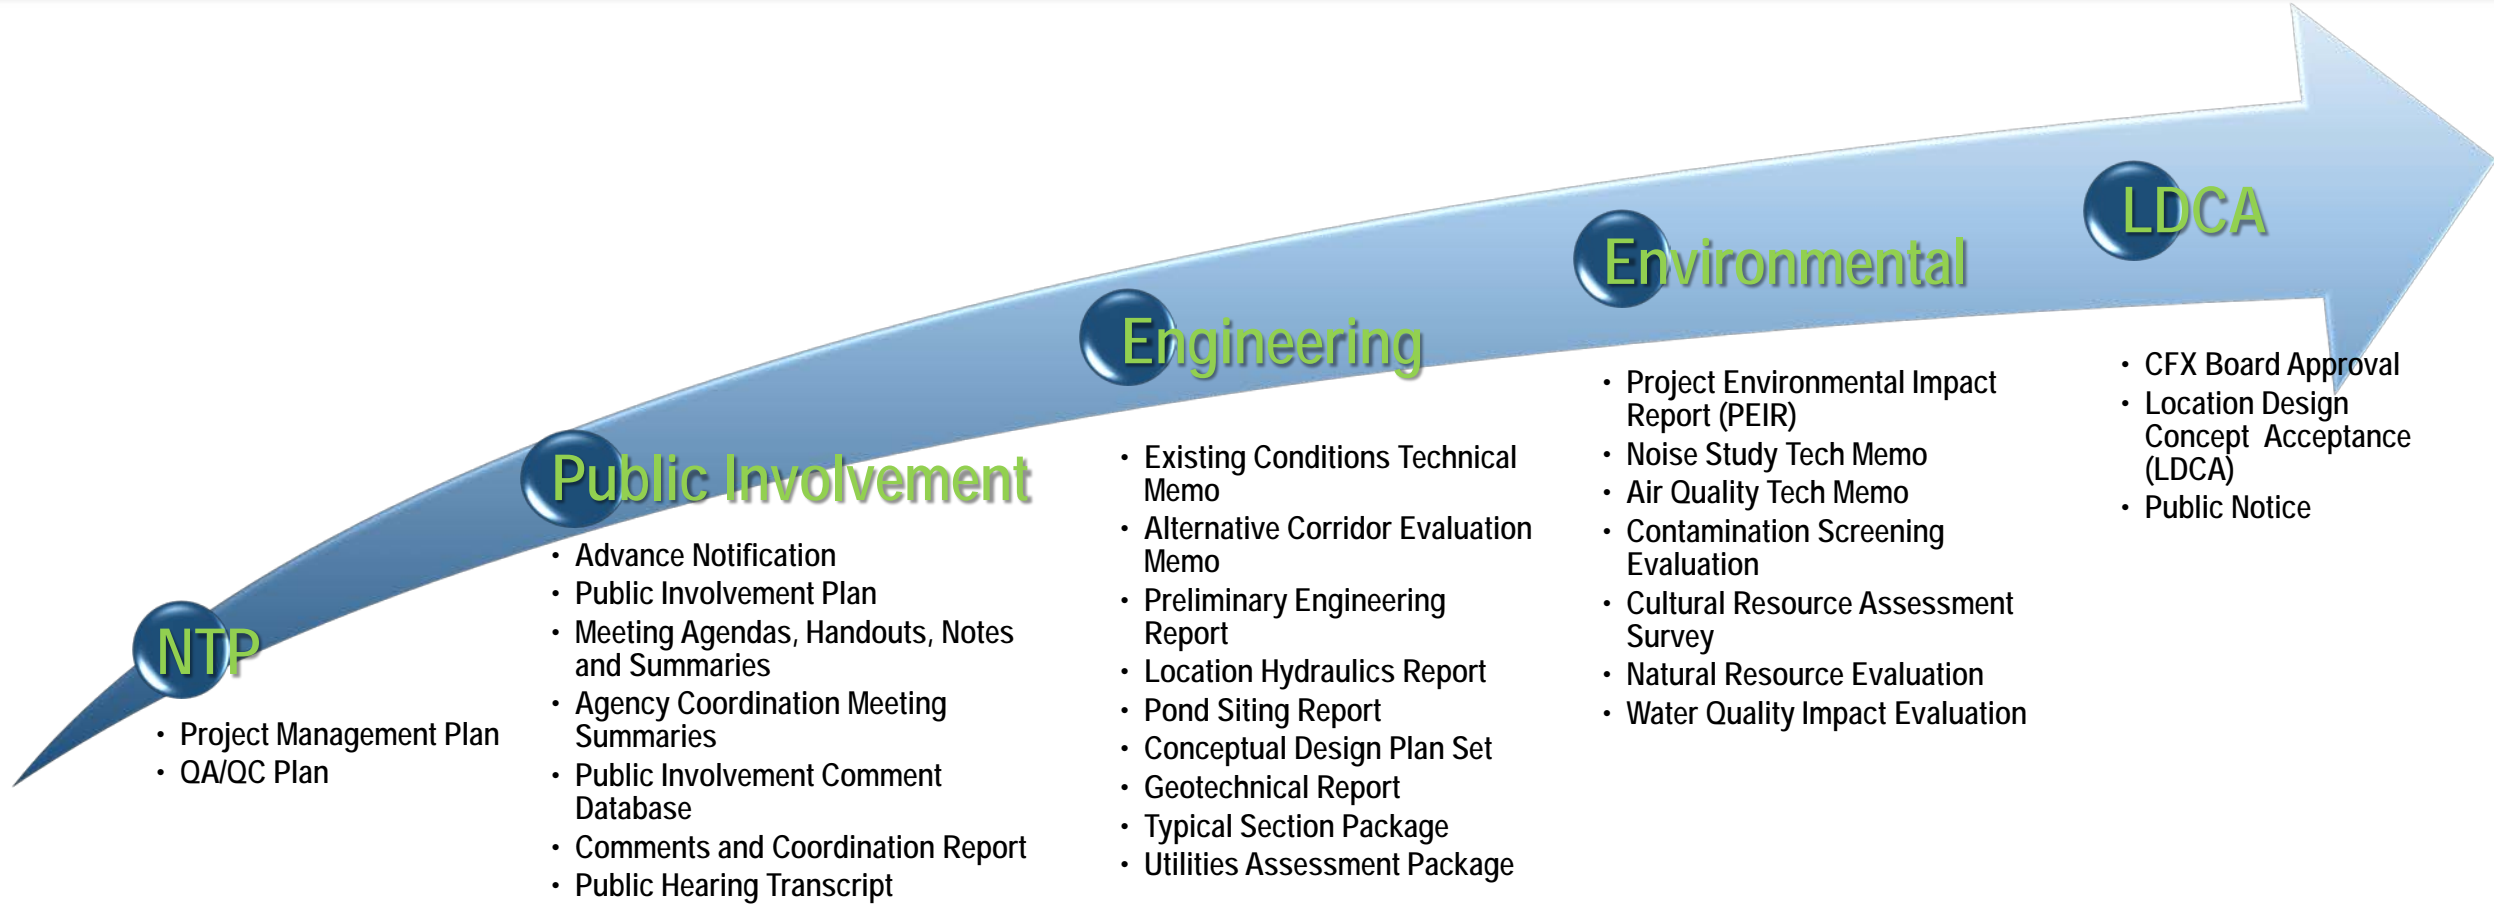 NTP
• Project Management Plan
• QA/QC Plan
Public Involvement
• Advance Notification
• Public Involvement Plan
• Meeting Agendas, Handouts, Notes
and Summaries
• Agency Coordination Meeting
Summaries
• Public Involvement Comment
Database
• Comments and Coordination Report
• Public Hearing Transcript
Engineering
• Existing Conditions Technical
Memo
• Alternative Corridor Evaluation
Memo
• Preliminary Engineering
Report
• Location Hydraulics Report
• Pond Siting Report
• Conceptual Design Plan Set
• Geotechnical Report
• Typical Section Package
• Utilities Assessment Package
Environmental
• Project Environmental Impact
Report (PEIR)
• Noise Study Tech Memo
• Air Quality Tech Memo
• Contamination Screening
Evaluation
• Cultural Resource Assessment
Survey
• Natural Resource Evaluation
• Water Quality Impact Evaluation
LDCA
• CFX Board Approval
• Location Design
Concept Acceptance
(LDCA)
• Public Notice